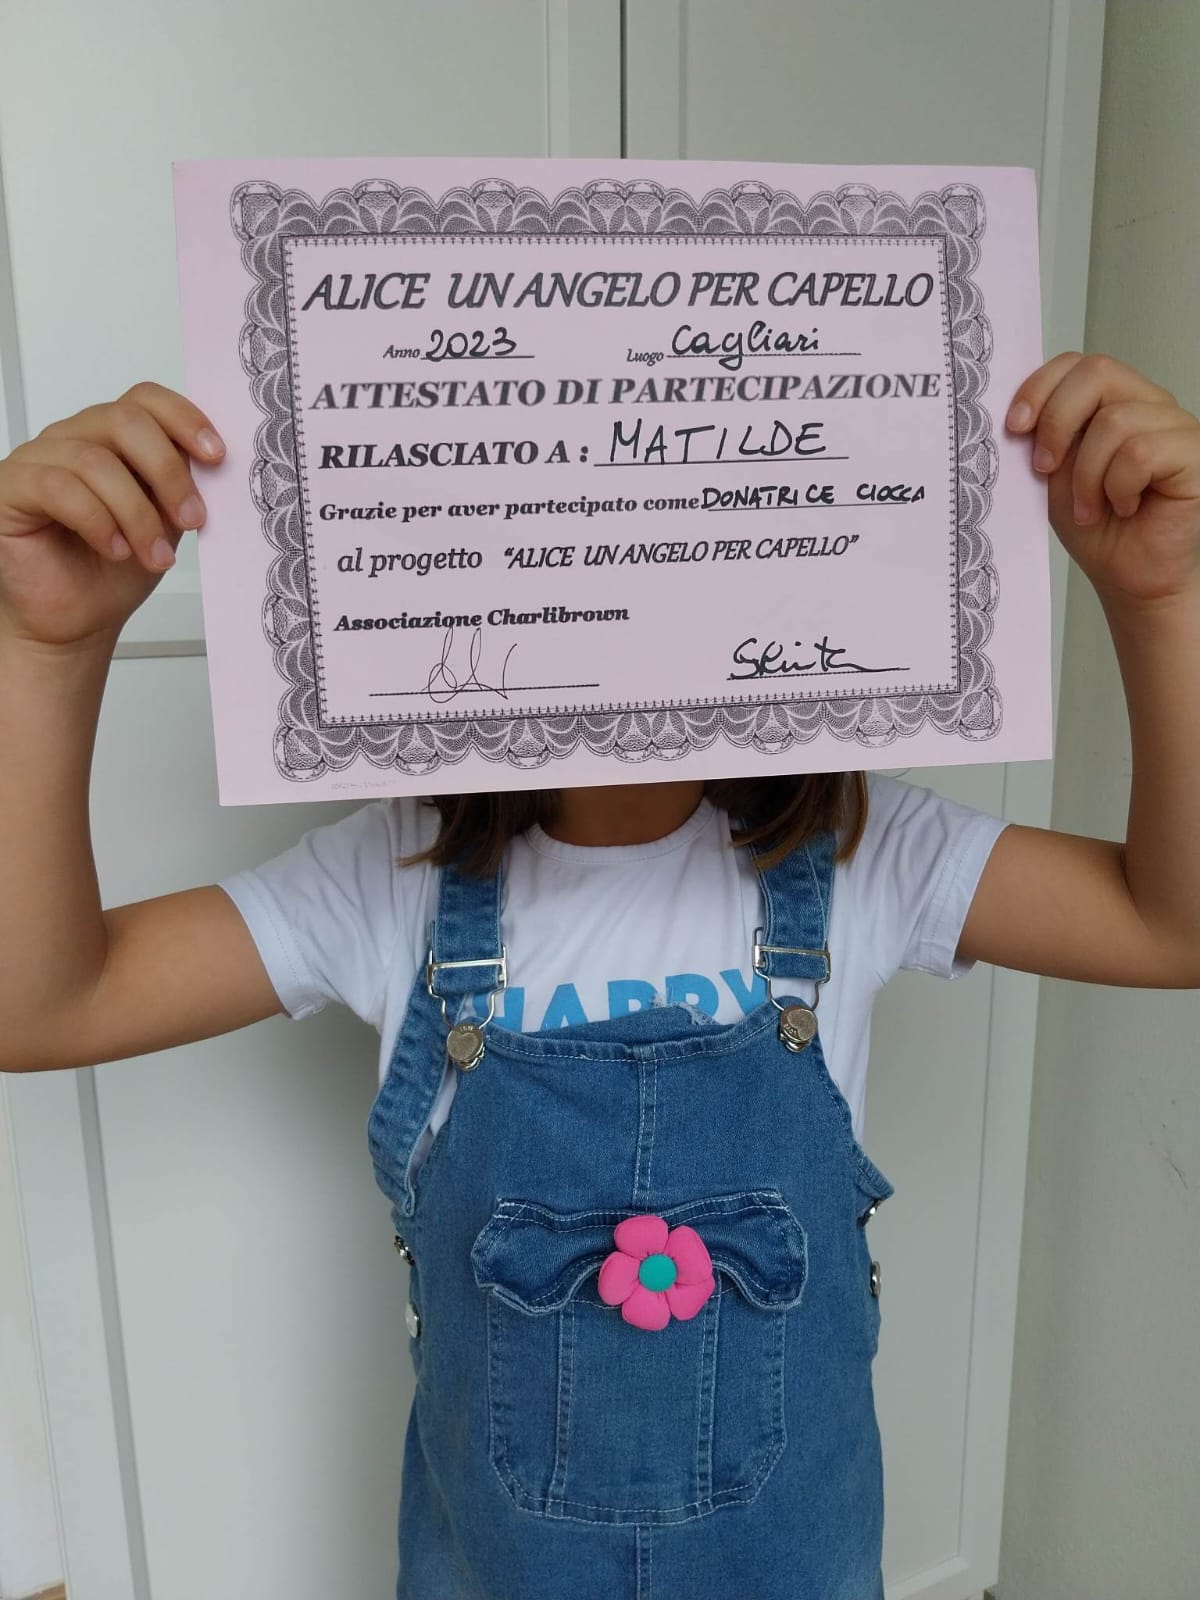 ALICE UN ANGELO PER CAPELLO
Anno 2023 Luogo Cagliari
ATTESTATO DI PARTECIPAZIONE
RILASCIATO A : MATILDE
Grazie per aver partecipato come DONATRICE CIOCCA
al progetto "ALICE UN ANGELO PER CAPELLO"
Associazione Charlibrown
HAPPY